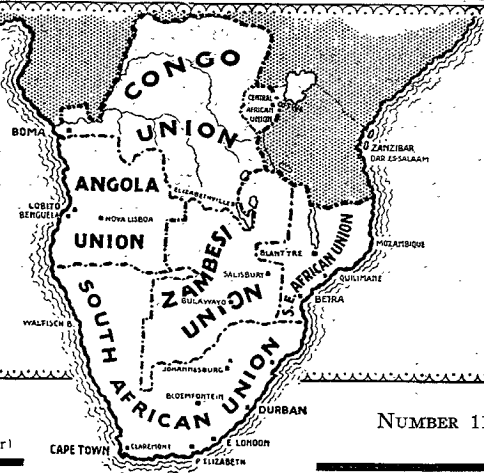 CONGO
UNION
CENTRAL
AFRICAN
UNION
BOMA
ZANZIBAR
DAR ES SALAAM
ANGOLA
UNION
ELIZABETHVILLE
LOBITO
BENGUELA
NOVA LISBOA
ZAMBESI
UNION
BLANTYRE
S.E. AFRICAN UNION
MOZAMBIQUE
SALISBURY
QUILIMANE
BULAWAYO
BEIRA
SOUTH AFRICAN UNION
WALFISCH B.
JOHANNESBURG
BLOEMFONTEIN
DURBAN
NUMBER 11
E LONDON
CAPE TOWN
CLAREMONT
P ELIZABETH